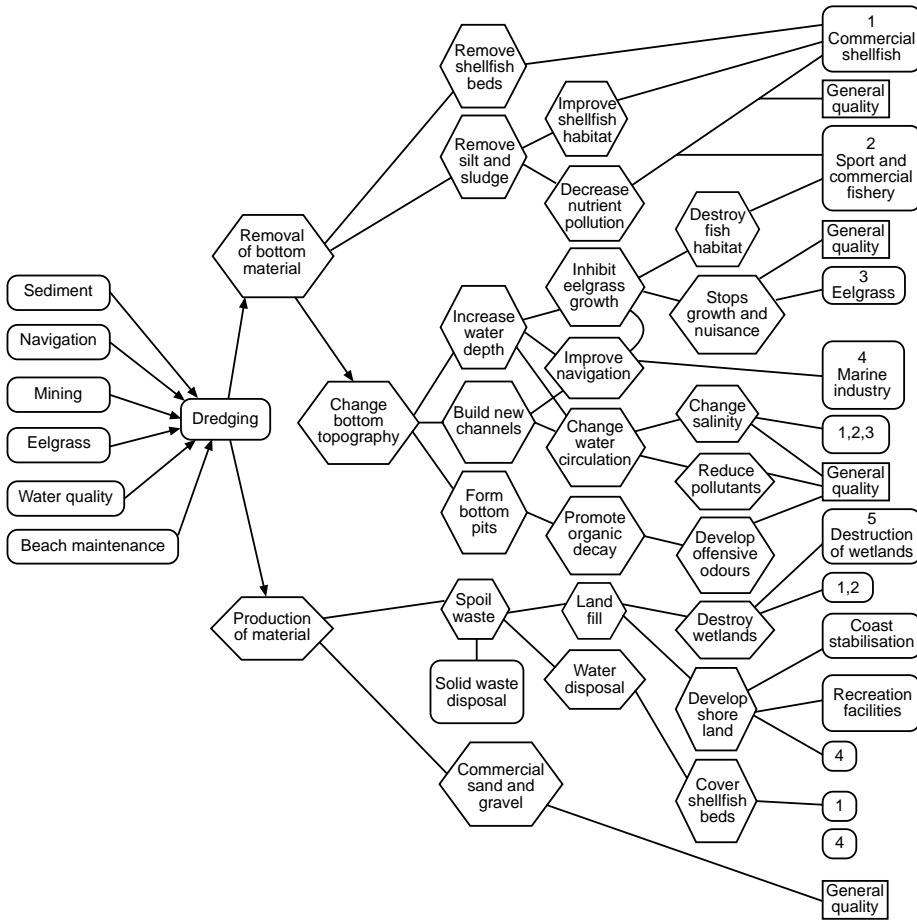 Sediment
Navigation
Mining
Eelgrass
Water quality
Beach maintenance
Dredging
Removal
of bottom
material
Production
of material
Remove
shellfish
beds
Remove
silt and
sludge
Change
bottom
topography
Improve
shellfish
habitat
Decrease
nutrient
pollution
Increase
water
depth
Build new
channels
Form
bottom
pits
Inhibit
eelgrass
growth
Improve
navigation
Change
water
circulation
Promote
organic
decay
Destroy
fish
habitat
Stops
growth and
nuisance
Change
salinity
Reduce
pollutants
Develop
offensive
odours
Spoil
waste
Solid waste
disposal
Commercial
sand and
gravel
Land
fill
Water
disposal
Destroy
wetlands
Develop
shore
land
Cover
shellfish
beds
1
Commercial
shellfish
General
quality
2
Sport and
commercial
fishery
General
quality
3
Eelgrass
4
Marine
industry
1,2,3
General
quality
5
Destruction
of wetlands
1,2
Coast
stabilisation
Recreation
facilities
4
1
4
General
quality